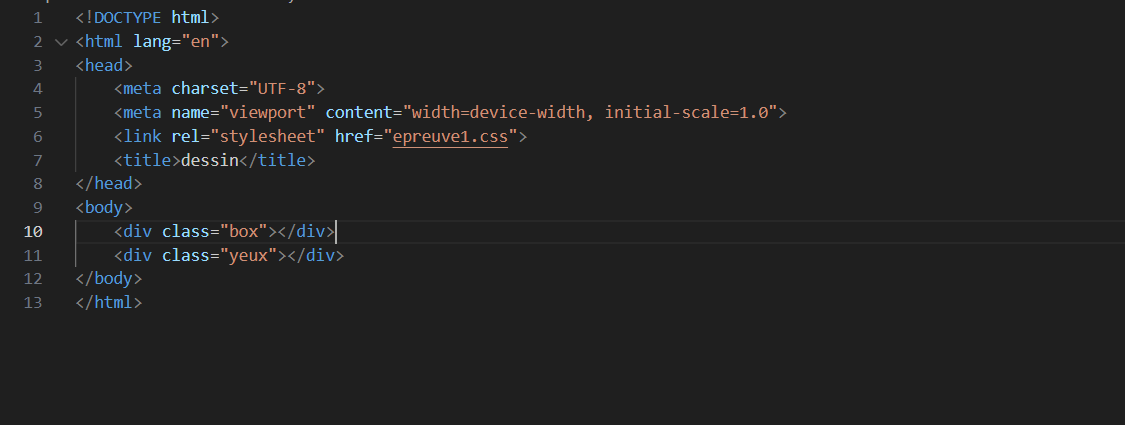 1 <!DOCTYPE html>
2 <html lang="en">
3 <head>
4 <meta charset="UTF-8">
5 <meta name="viewport" content="width=device-width, initial-scale=1.0">
6 <link rel="stylesheet" href="epreuve1.css">
7 <title>dessin</title>
8 </head>
9 <body>
10 <div class="box"></div>
11 <div class="yeux"></div>
12 </body>
13 </html>